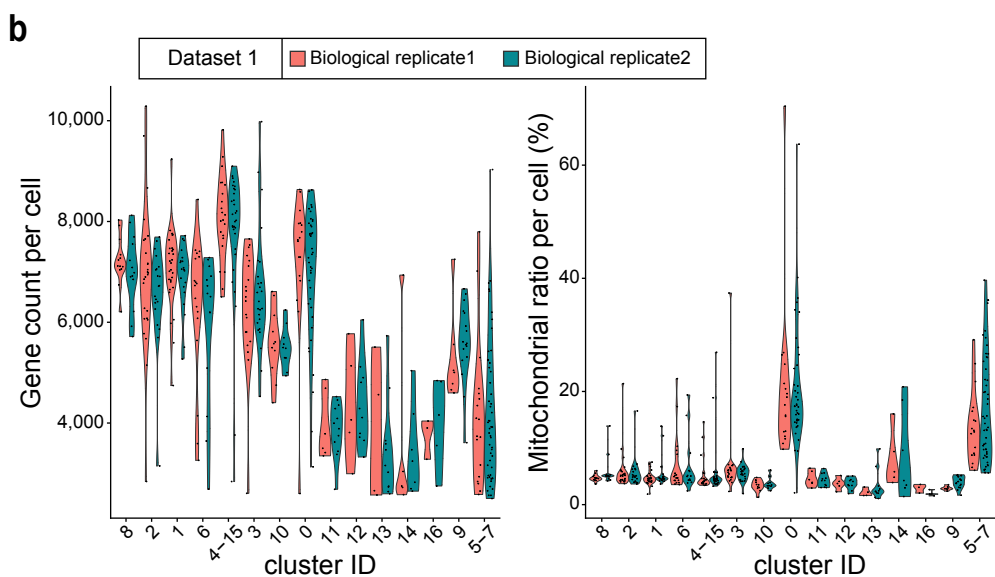 b
Dataset 1
Biological replicate1
Biological replicate2
Gene count per cell
10,000
8,000
6,000
4,000
8 2 1 6 4–15 3 10 0 11 12 13 14 16 9 5–7
cluster ID
Mitochondrial ratio per cell (%)
60
40
20
0
8 2 1 6 4–15 3 10 0 11 12 13 14 16 9 5–7
cluster ID